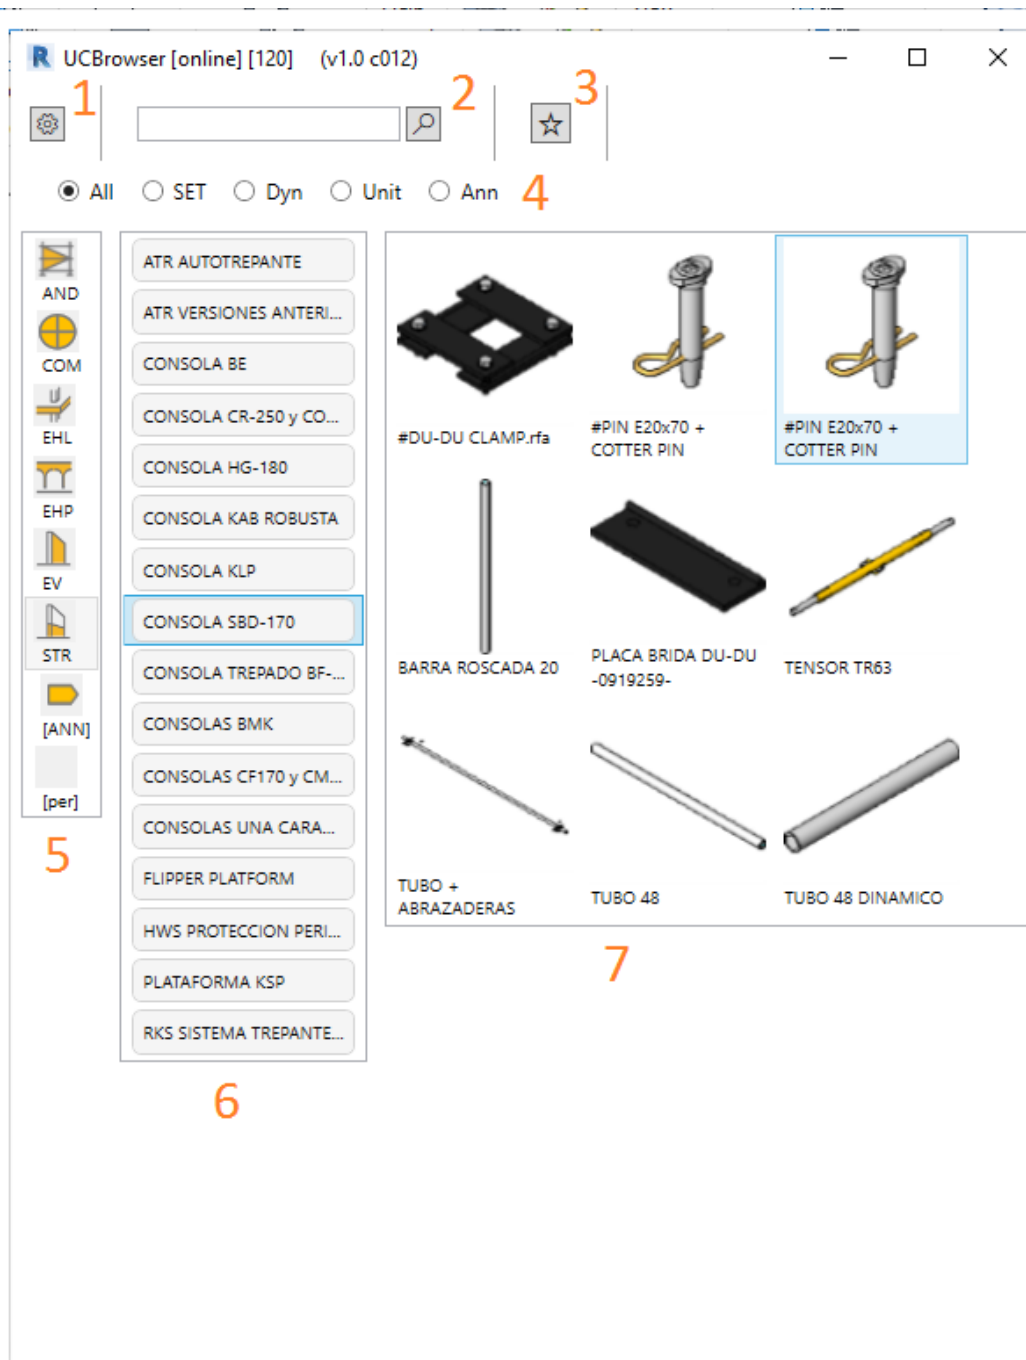 R UCBrowser [online] [120] (v1.0 c012)
1
2
3
All SET Dyn Unit Ann 4
AND
COM
EHL
EHP
EV
STR
[ANN]
[per]
5
ATR AUTOTREPANTE
ATR VERSIONES ANTERI...
CONSOLA BE
CONSOLA CR-250 y CO...
CONSOLA HG-180
CONSOLA KAB ROBUSTA
CONSOLA KLP
CONSOLA SBD-170
CONSOLA TREPADO BF-...
CONSOLAS BMK
CONSOLAS CF170 y CM...
CONSOLAS UNA CARA...
FLIPPER PLATFORM
HWS PROTECCION PERI...
PLATAFORMA KSP
RKS SISTEMA TREPANTE...
6
#DU-DU CLAMP.rfa
#PIN E20x70 +
COTTER PIN
#PIN E20x70 +
COTTER PIN
BARRA ROSCADA 20
PLACA BRIDA DU-DU
-0919259-
TENSOR TR63
TUBO +
ABRAZADERAS
TUBO 48
TUBO 48 DINAMICO
7